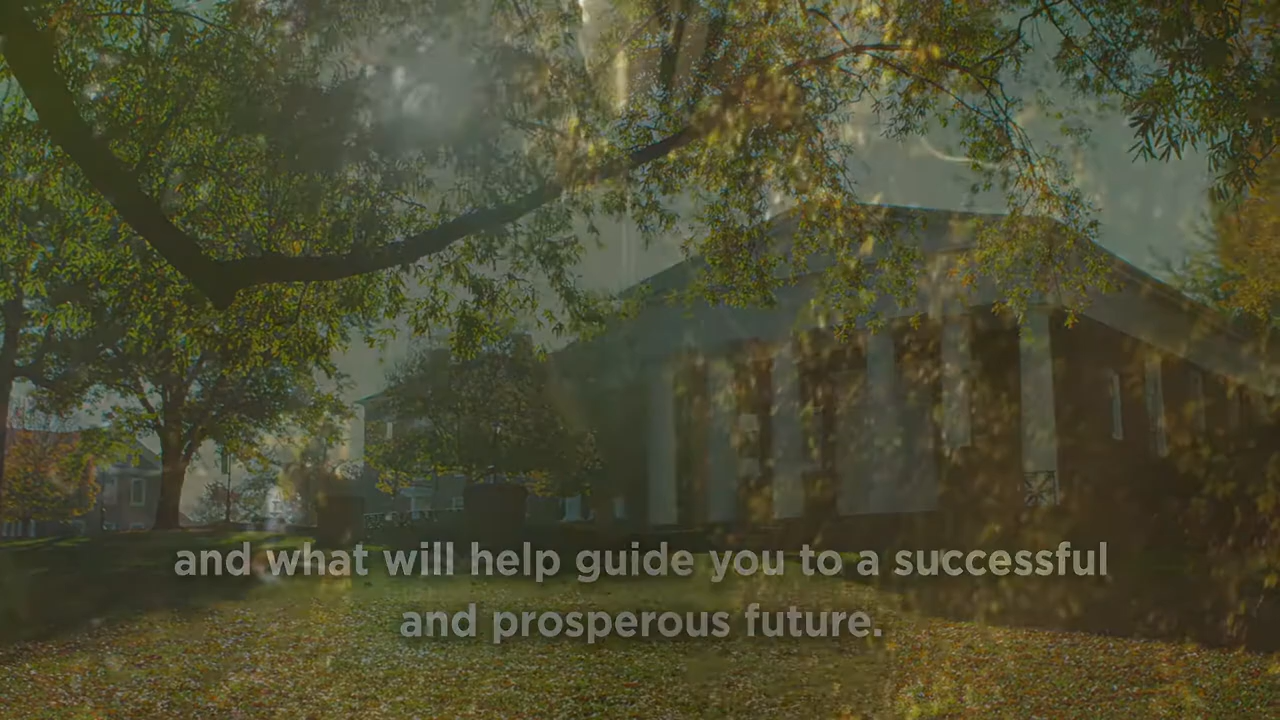 and what will help guide you to a successful
and prosperous future.